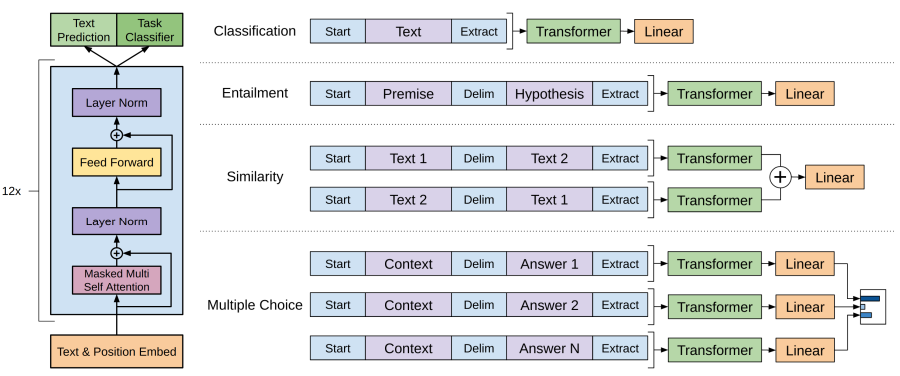 Text
Prediction
Task
Classifier
Layer Norm
Feed Forward
12x
Layer Norm
Masked Multi
Self Attention
Text & Position Embed
Classification
Start Text Extract Transformer Linear
Entailment
Start Premise Delim Hypothesis Extract Transformer Linear
Similarity
Start Text 1 Delim Text 2 Extract Transformer
Start Text 2 Delim Text 1 Extract Transformer
Linear
Multiple Choice
Start Context Delim Answer 1 Extract Transformer Linear
Start Context Delim Answer 2 Extract Transformer Linear
Start Context Delim Answer N Extract Transformer Linear